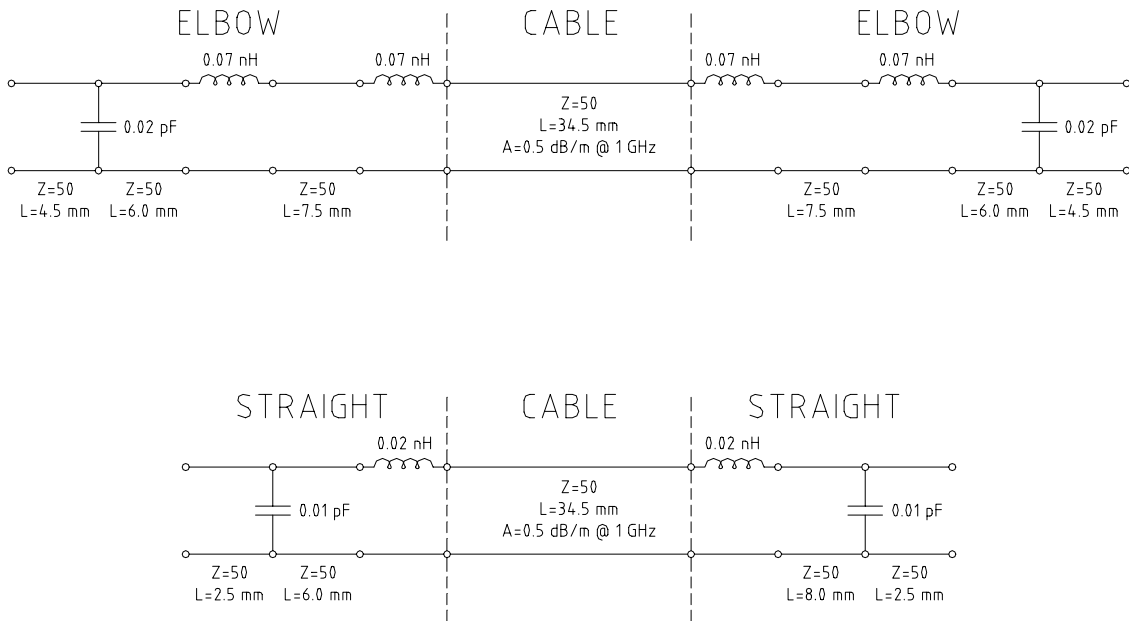 ELBOW CABLE ELBOW
0.07 nH 0.07 nH 0.07 nH 0.07 nH
Z=50
L=34.5 mm
A=0.5 dB/m @ 1 GHz
0.02 pF 0.02 pF
Z=50 Z=50 Z=50 Z=50 Z=50 Z=50
L=4.5 mm L=6.0 mm L=7.5 mm L=7.5 mm L=6.0 mm L=4.5 mm
STRAIGHT CABLE STRAIGHT
0.02 nH 0.02 nH
Z=50
L=34.5 mm
A=0.5 dB/m @ 1 GHz
0.01 pF 0.01 pF
Z=50 Z=50 Z=50 Z=50
L=2.5 mm L=6.0 mm L=8.0 mm L=2.5 mm